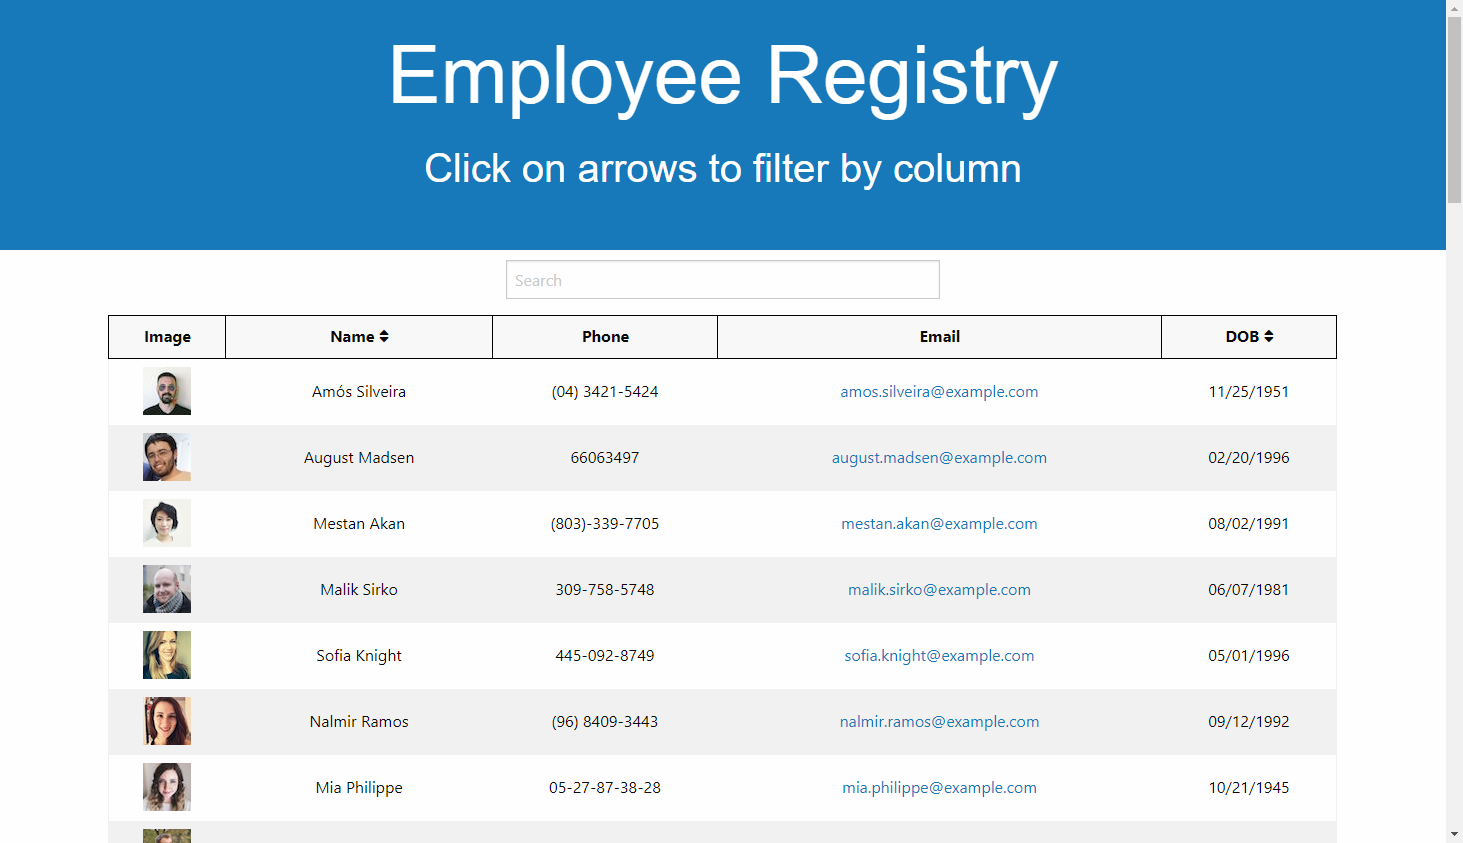 Employee Registry
Click on arrows to filter by column
Search
Image Name Phone Email DOB
Amós Silveira (04) 3421-5424 amos.silveira@example.com 11/25/1951
August Madsen 66063497 august.madsen@example.com 02/20/1996
Mestan Akan (803)-339-7705 mestan.akan@example.com 08/02/1991
Malik Sirko 309-758-5748 malik.sirko@example.com 06/07/1981
Sofia Knight 445-092-8749 sofia.knight@example.com 05/01/1996
Nalmir Ramos (96) 8409-3443 nalmir.ramos@example.com 09/12/1992
Mia Philippe 05-27-87-38-28 mia.philippe@example.com 10/21/1945